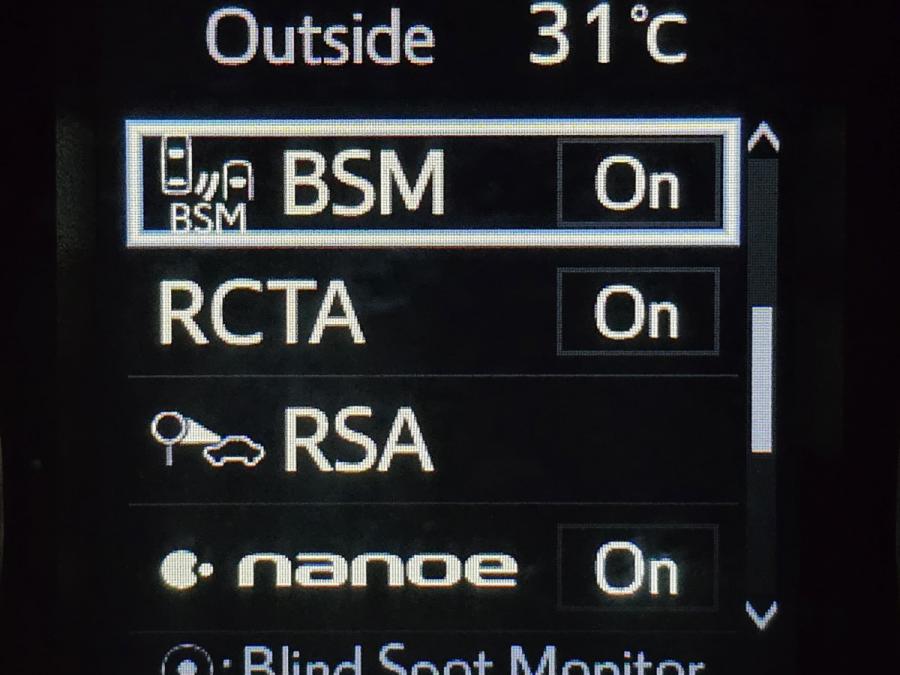 Outside 31°C
BSM BSM On
RCTA On
RSA
nanoe On
: Blind Spot Monitor